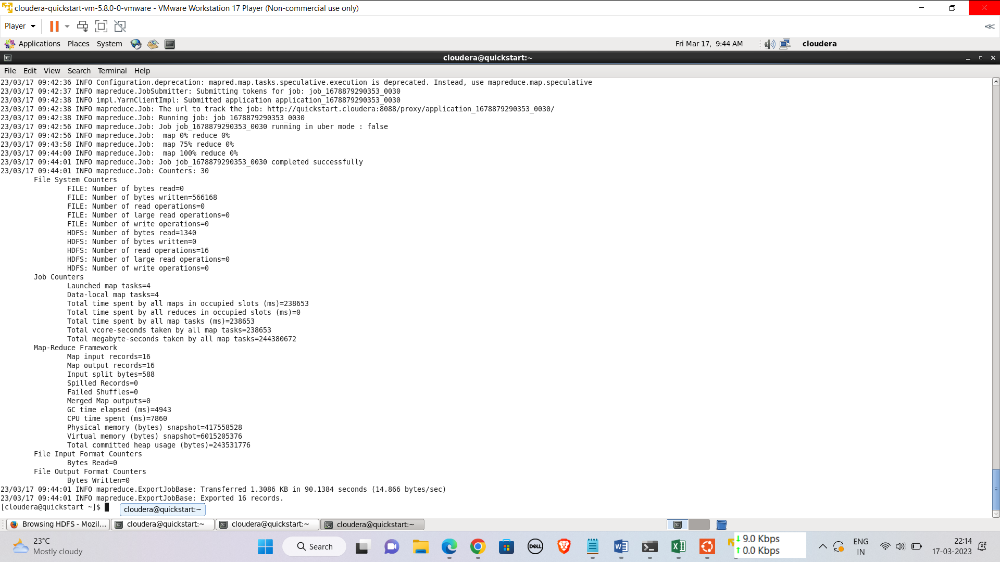 cloudera-quickstart-vm-5.8.0-0-vmware - VMware Workstation 17 Player (Non-commercial use only)
Player
Applications Places System Fri Mar 17, 9:44 AM cloudera
cloudera@quickstart:~
File Edit View Search Terminal Help
23/03/17 09:42:36 INFO Configuration.deprecation: mapred.map.tasks.speculative.execution is deprecated. Instead, use mapreduce.map.speculative
23/03/17 09:42:37 INFO mapreduce.JobSubmitter: Submitting tokens for job: job_1678879290353_0030
23/03/17 09:42:38 INFO impl.YarnClientImpl: Submitted application application_1678879290353_0030
23/03/17 09:42:38 INFO mapreduce.Job: The url to track the job: http://quickstart.cloudera:8088/proxy/application_1678879290353_0030/
23/03/17 09:42:38 INFO mapreduce.Job: Running job: job_1678879290353_0030
23/03/17 09:42:56 INFO mapreduce.Job: Job job_1678879290353_0030 running in uber mode : false
23/03/17 09:42:56 INFO mapreduce.Job:  map 0% reduce 0%
23/03/17 09:43:58 INFO mapreduce.Job:  map 75% reduce 0%
23/03/17 09:44:00 INFO mapreduce.Job:  map 100% reduce 0%
23/03/17 09:44:01 INFO mapreduce.Job: Job job_1678879290353_0030 completed successfully
23/03/17 09:44:01 INFO mapreduce.Job: Counters: 30
File System Counters
FILE: Number of bytes read=0
FILE: Number of bytes written=566168
FILE: Number of read operations=0
FILE: Number of large read operations=0
FILE: Number of write operations=0
HDFS: Number of bytes read=1340
HDFS: Number of bytes written=0
HDFS: Number of read operations=16
HDFS: Number of large read operations=0
HDFS: Number of write operations=0
Job Counters
Launched map tasks=4
Data-local map tasks=4
Total time spent by all maps in occupied slots (ms)=238653
Total time spent by all reduces in occupied slots (ms)=0
Total time spent by all map tasks (ms)=238653
Total vcore-seconds taken by all map tasks=238653
Total megabyte-seconds taken by all map tasks=244380672
Map-Reduce Framework
Map input records=16
Map output records=16
Input split bytes=588
Spilled Records=0
Failed Shuffles=0
Merged Map outputs=0
GC time elapsed (ms)=4943
CPU time spent (ms)=7860
Physical memory (bytes) snapshot=417558528
Virtual memory (bytes) snapshot=6015205376
Total committed heap usage (bytes)=243531776
File Input Format Counters
Bytes Read=0
File Output Format Counters
Bytes Written=0
23/03/17 09:44:01 INFO mapreduce.ExportJobBase: Transferred 1.3086 KB in 90.1384 seconds (14.866 bytes/sec)
23/03/17 09:44:01 INFO mapreduce.ExportJobBase: Exported 16 records.
[cloudera@quickstart ~]$
cloudera@quickstart:~
Browsing HDFS - Mozil... cloudera@quickstart:~ cloudera@quickstart:~ cloudera@quickstart:~
23°C
Mostly cloudy
Search
DELL
9.0 Kbps
0.0 Kbps
ENG
IN
22:14
17-03-2023